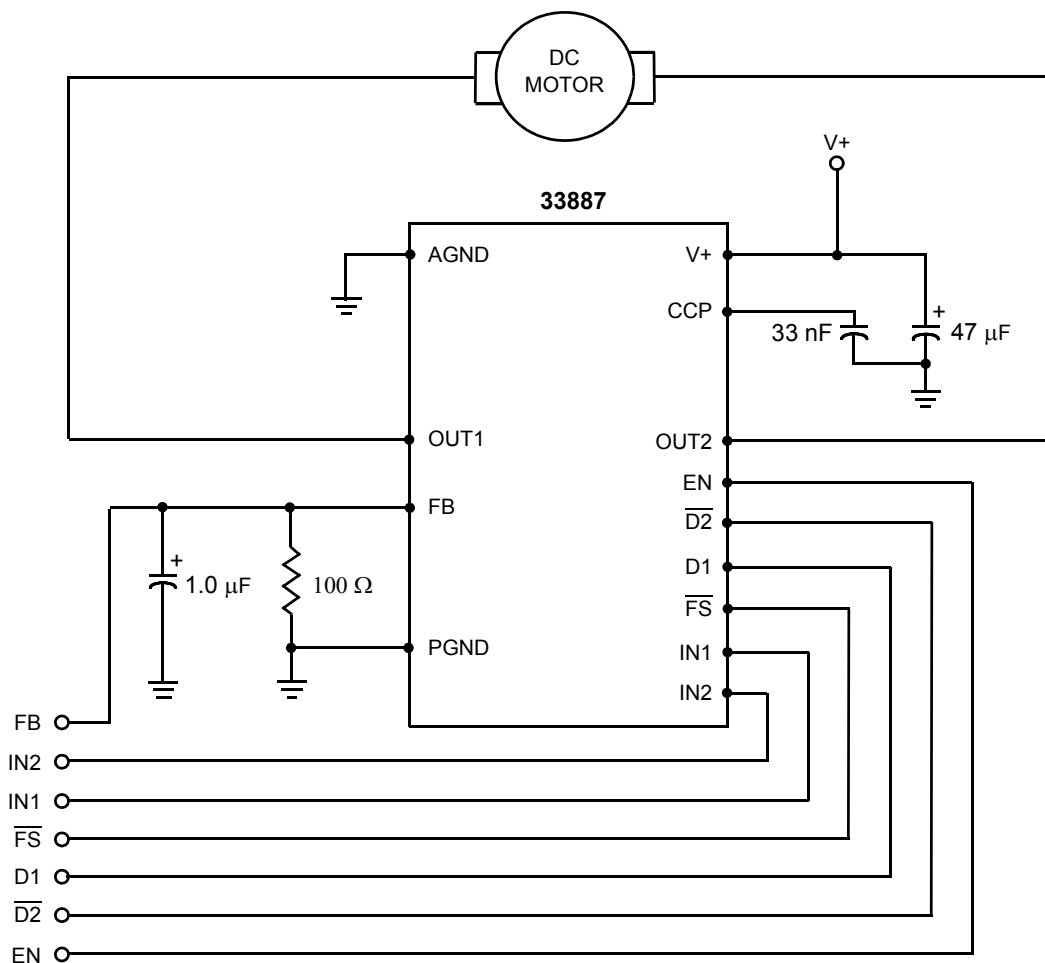 DC
MOTOR
V+
33887
AGND
V+
CCP
33 nF
+
47 μF
OUT1
OUT2
FB
EN
D2
+
1.0 μF
100 Ω
D1
FS
PGND
IN1
IN2
FB
IN2
IN1
FS
D1
D2
EN